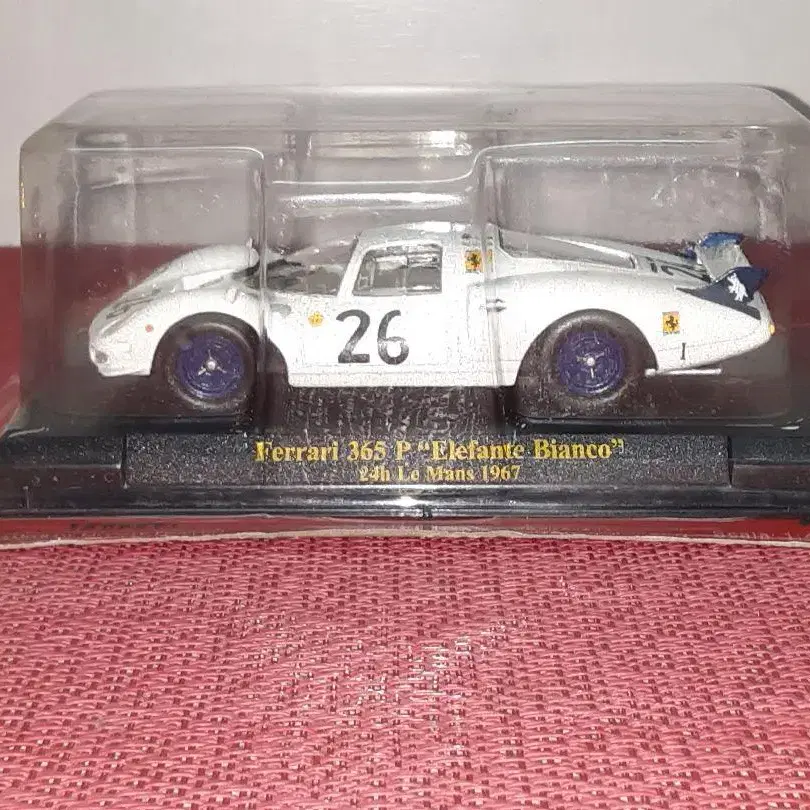 26
I
Ferrari 365 P "Elefante Bianco"
24h Le Mans 1967